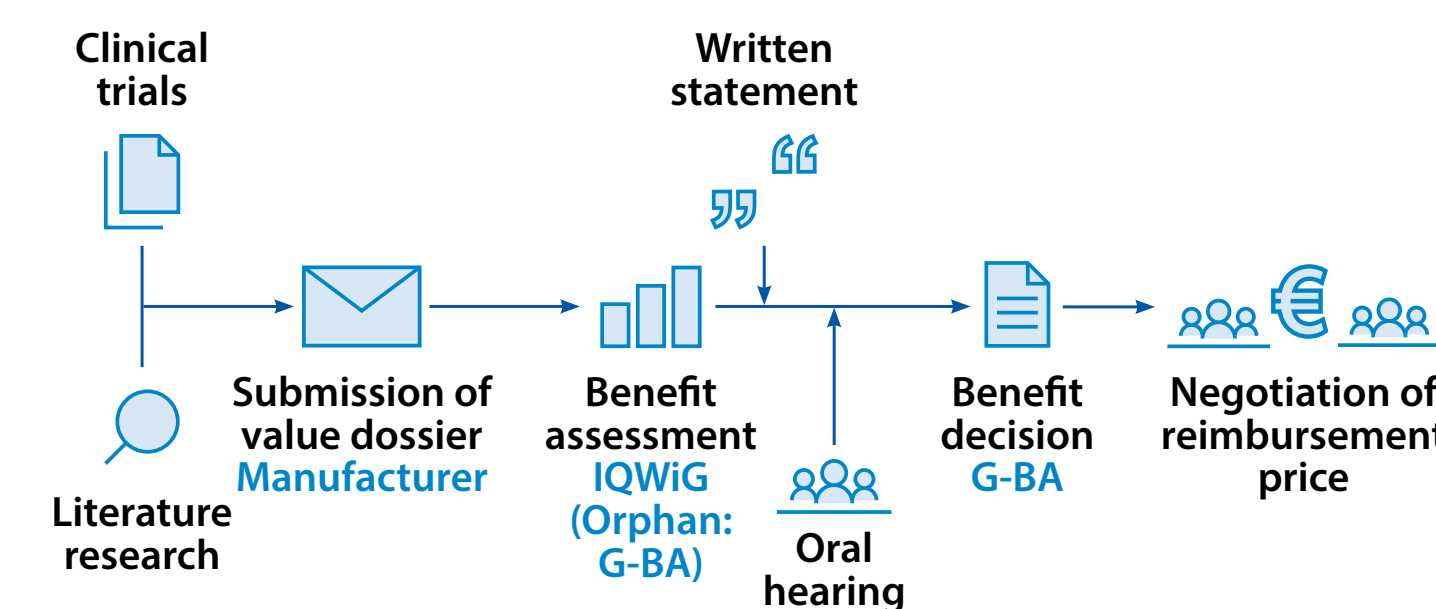 Clinical
trials
Written
statement
Submission of
value dossier
Manufacturer
Benefit
assessment
IQWiG
(Orphan:
G-BA)
Benefit
decision
G-BA
Negotiation of
reimbursement
price
Literature
research
Oral
hearing